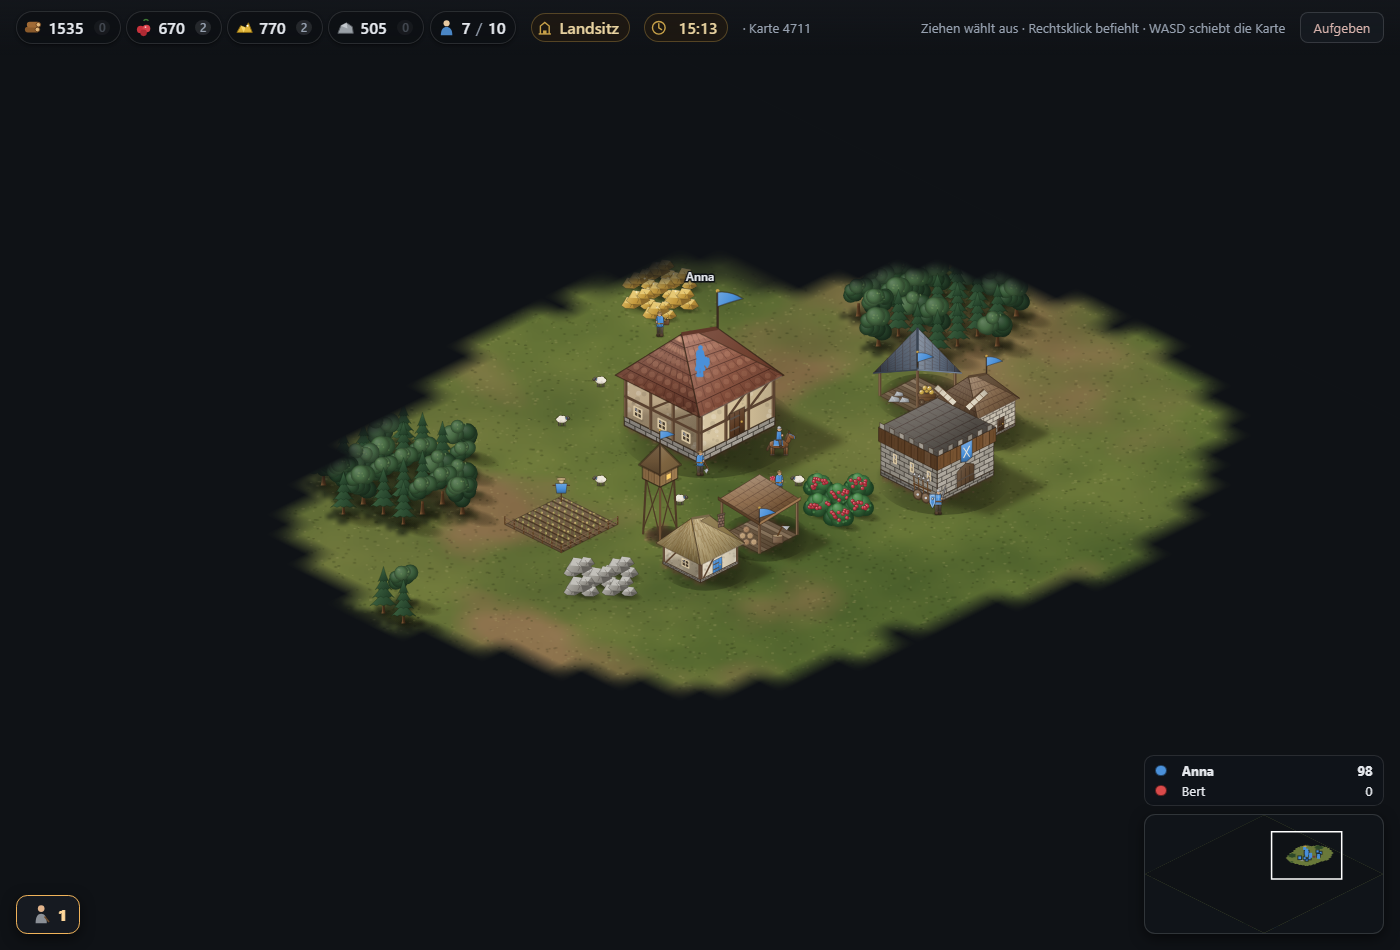 1535 0 670 2 770 2 505 0 7 / 10 Landsitz 15:13 · Karte 4711 Ziehen wählt aus · Rechtsklick befiehlt · WASD schiebt die Karte Aufgeben
Anna
Anna 98
Bert 0
1